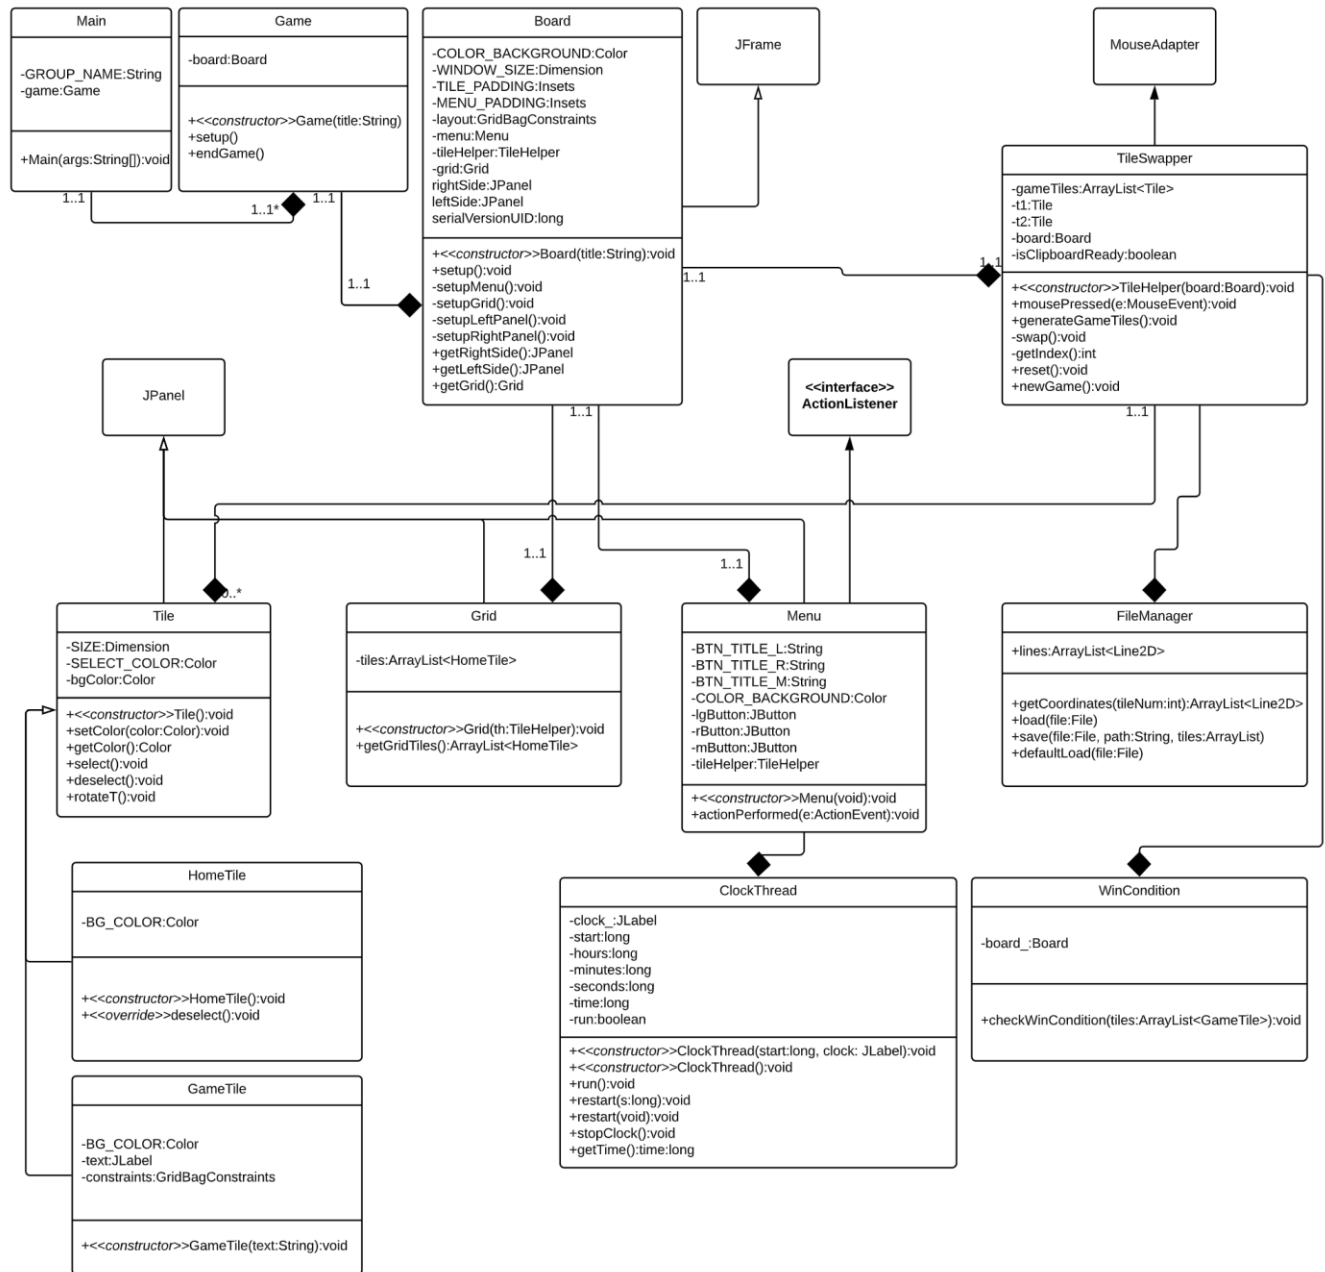 Main
-GROUP_NAME:String
-game:Game
+Main(args:String[]):void
1..1
1..1*
Game
-board:Board
+<<constructor>>Game(title:String)
+setup()
+endGame()
1..1
1..1
Board
-COLOR_BACKGROUND:Color
-WINDOW_SIZE:Dimension
-TILE_PADDING:Insets
-MENU_PADDING:Insets
-layout:GridBagConstraints
-menu:Menu
-tileHelper:TileHelper
-grid:Grid
rightSide:JPanel
leftSide:JPanel
serialVersionUID:long
+<<constructor>>Board(title:String):void
+setup():void
-setupMenu():void
-setupGrid():void
-setupLeftPanel():void
-setupRightPanel():void
+getRightSide():JPanel
+getLeftSide():JPanel
+getGrid():Grid
1..1
1..1
JFrame
MouseAdapter
TileSwapper
-gameTiles:ArrayList<Tile>
-t1:Tile
-t2:Tile
-board:Board
-isClipboardReady:boolean
1..1
+<<constructor>>TileHelper(board:Board):void
+mousePressed(e:MouseEvent):void
+generateGameTiles():void
-swap():void
-getIndex():int
+reset():void
+newGame():void
1..1
JPanel
<<interface>>
ActionListener
1..1
1..1
0..*
Tile
-SIZE:Dimension
-SELECT_COLOR:Color
-bgColor:Color
+<<constructor>>Tile():void
+setColor(color:Color):void
+getColor():Color
+select():void
+deselect():void
+rotateT():void
Grid
-tiles:ArrayList<HomeTile>
+<<constructor>>Grid(th:TileHelper):void
+getGridTiles():ArrayList<HomeTile>
Menu
-BTN_TITLE_L:String
-BTN_TITLE_R:String
-BTN_TITLE_M:String
-COLOR_BACKGROUND:Color
-lgButton:JButton
-rButton:JButton
-mButton:JButton
-tileHelper:TileHelper
+<<constructor>>Menu(void):void
+actionPerformed(e:ActionEvent):void
FileManager
+lines:ArrayList<Line2D>
+getCoordinates(tileNum:int):ArrayList<Line2D>
+load(file:File)
+save(file:File, path:String, tiles:ArrayList)
+defaultLoad(file:File)
HomeTile
-BG_COLOR:Color
+<<constructor>>HomeTile():void
+<<override>>deselect():void
ClockThread
-clock_:JLabel
-start:long
-hours:long
-minutes:long
-seconds:long
-time:long
-run:boolean
+<<constructor>>ClockThread(start:long, clock: JLabel):void
+<<constructor>>ClockThread():void
+run():void
+restart(s:long):void
+restart(void):void
+stopClock():void
+getTime():time:long
WinCondition
-board_:Board
+checkWinCondition(tiles:ArrayList<GameTile>):void
GameTile
-BG_COLOR:Color
-text:JLabel
-constraints:GridBagConstraints
+<<constructor>>GameTile(text:String):void